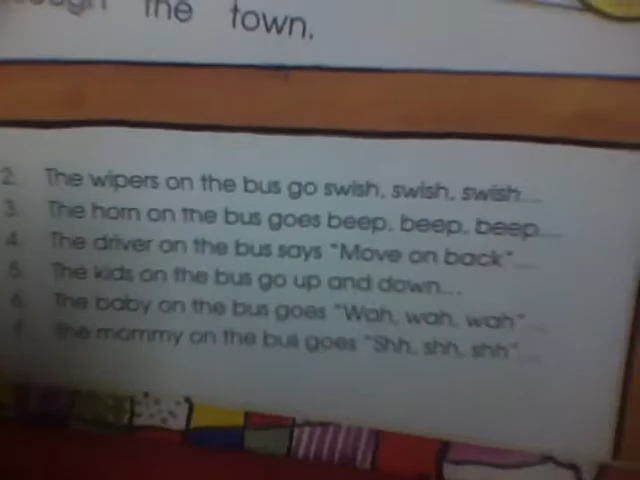 the town.
2. The wipers on the bus go swish, swish, swish...
3. The horn on the bus goes beep, beep, beep...
4. The driver on the bus says "Move on back"...
5. The kids on the bus go up and down...
6. The baby on the bus goes "Wah, wah, wah"...
The mommy on the bus goes "Shh, shh, shh"...